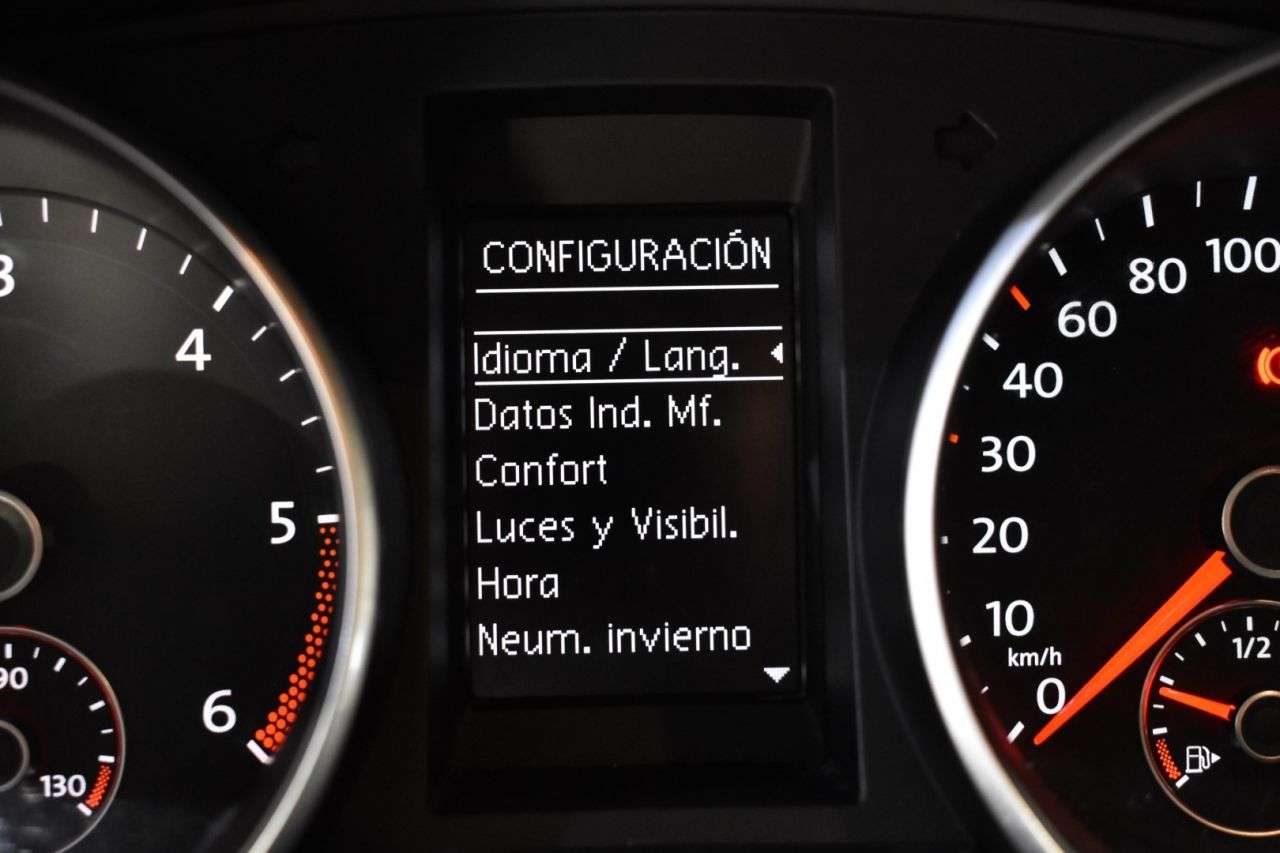 CONFIGURACIÓN
Idioma / Lang.
Datos Ind. Mf.
Confort
Luces y Visibil.
Hora
Neum. invierno
3
4
5
6
90
130
100
80
60
40
30
20
10
km/h
0
1/2